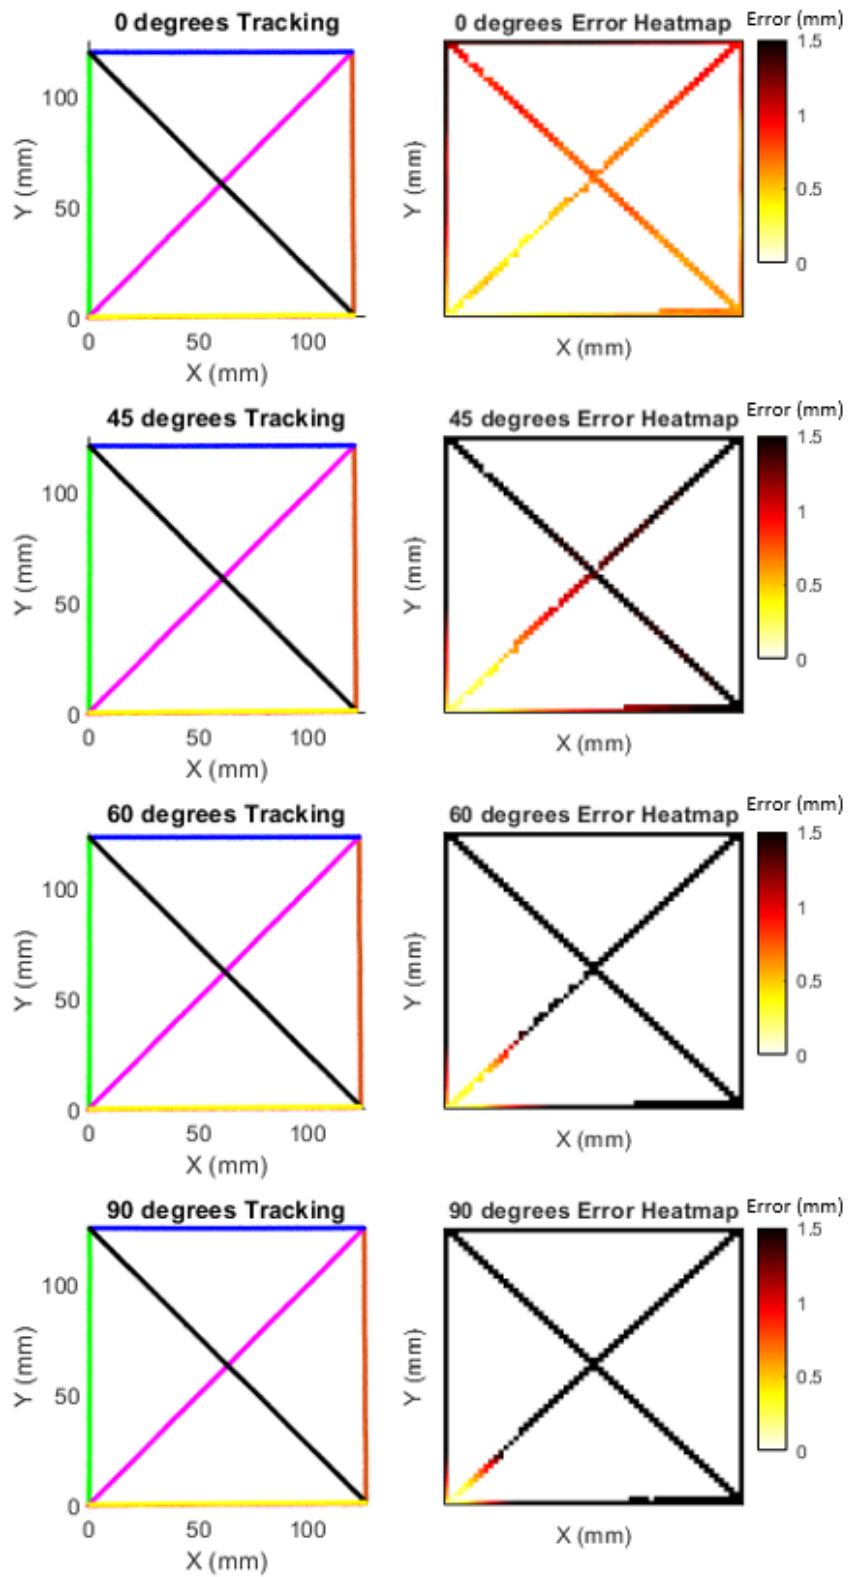 0 degrees Tracking
0 degrees Error Heatmap
Error (mm)
100
50
0
Y (mm)
0
50
100
X (mm)
Y (mm)
X (mm)
1.5
1
0.5
0
45 degrees Tracking
45 degrees Error Heatmap
Error (mm)
100
50
0
Y (mm)
0
50
100
X (mm)
Y (mm)
X (mm)
1.5
1
0.5
0
60 degrees Tracking
60 degrees Error Heatmap
Error (mm)
100
50
0
Y (mm)
0
50
100
X (mm)
Y (mm)
X (mm)
1.5
1
0.5
0
90 degrees Tracking
90 degrees Error Heatmap
Error (mm)
100
50
0
Y (mm)
0
50
100
X (mm)
Y (mm)
X (mm)
1.5
1
0.5
0